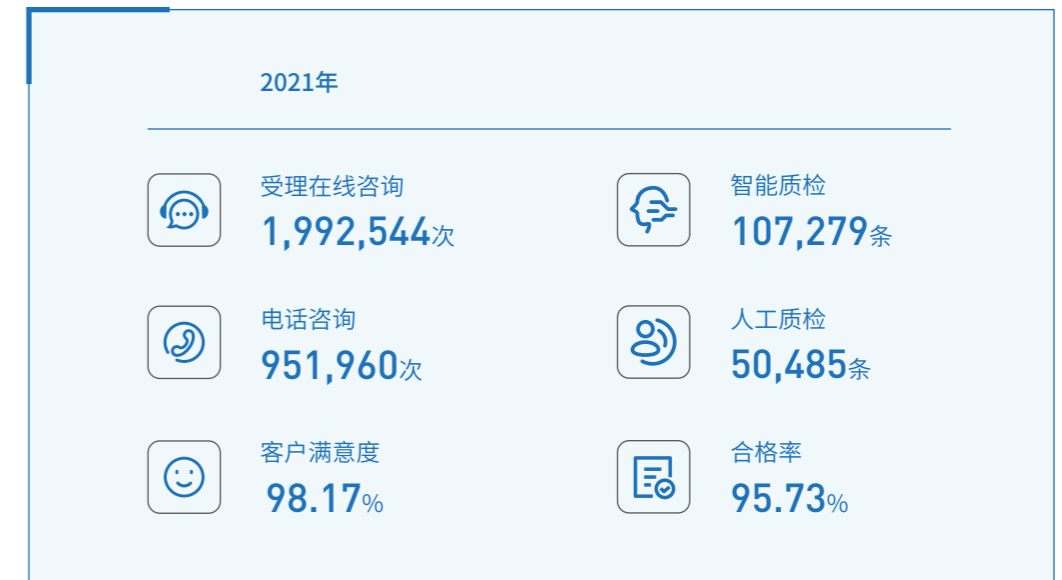 2021年
受理在线咨询
1,992,544次
智能质检
107,279条
电话咨询
951,960次
人工质检
50,485条
客户满意度
98.17%
合格率
95.73%